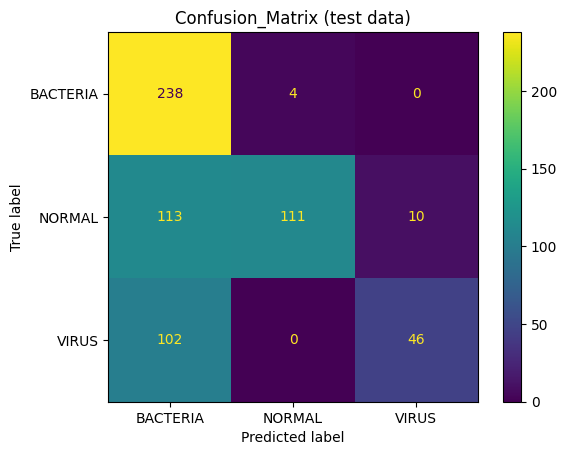 Confusion_Matrix (test data)
True label
BACTERIA
238
4
0
NORMAL
113
111
10
VIRUS
102
0
46
BACTERIA
NORMAL
VIRUS
Predicted label
200
150
100
50
0